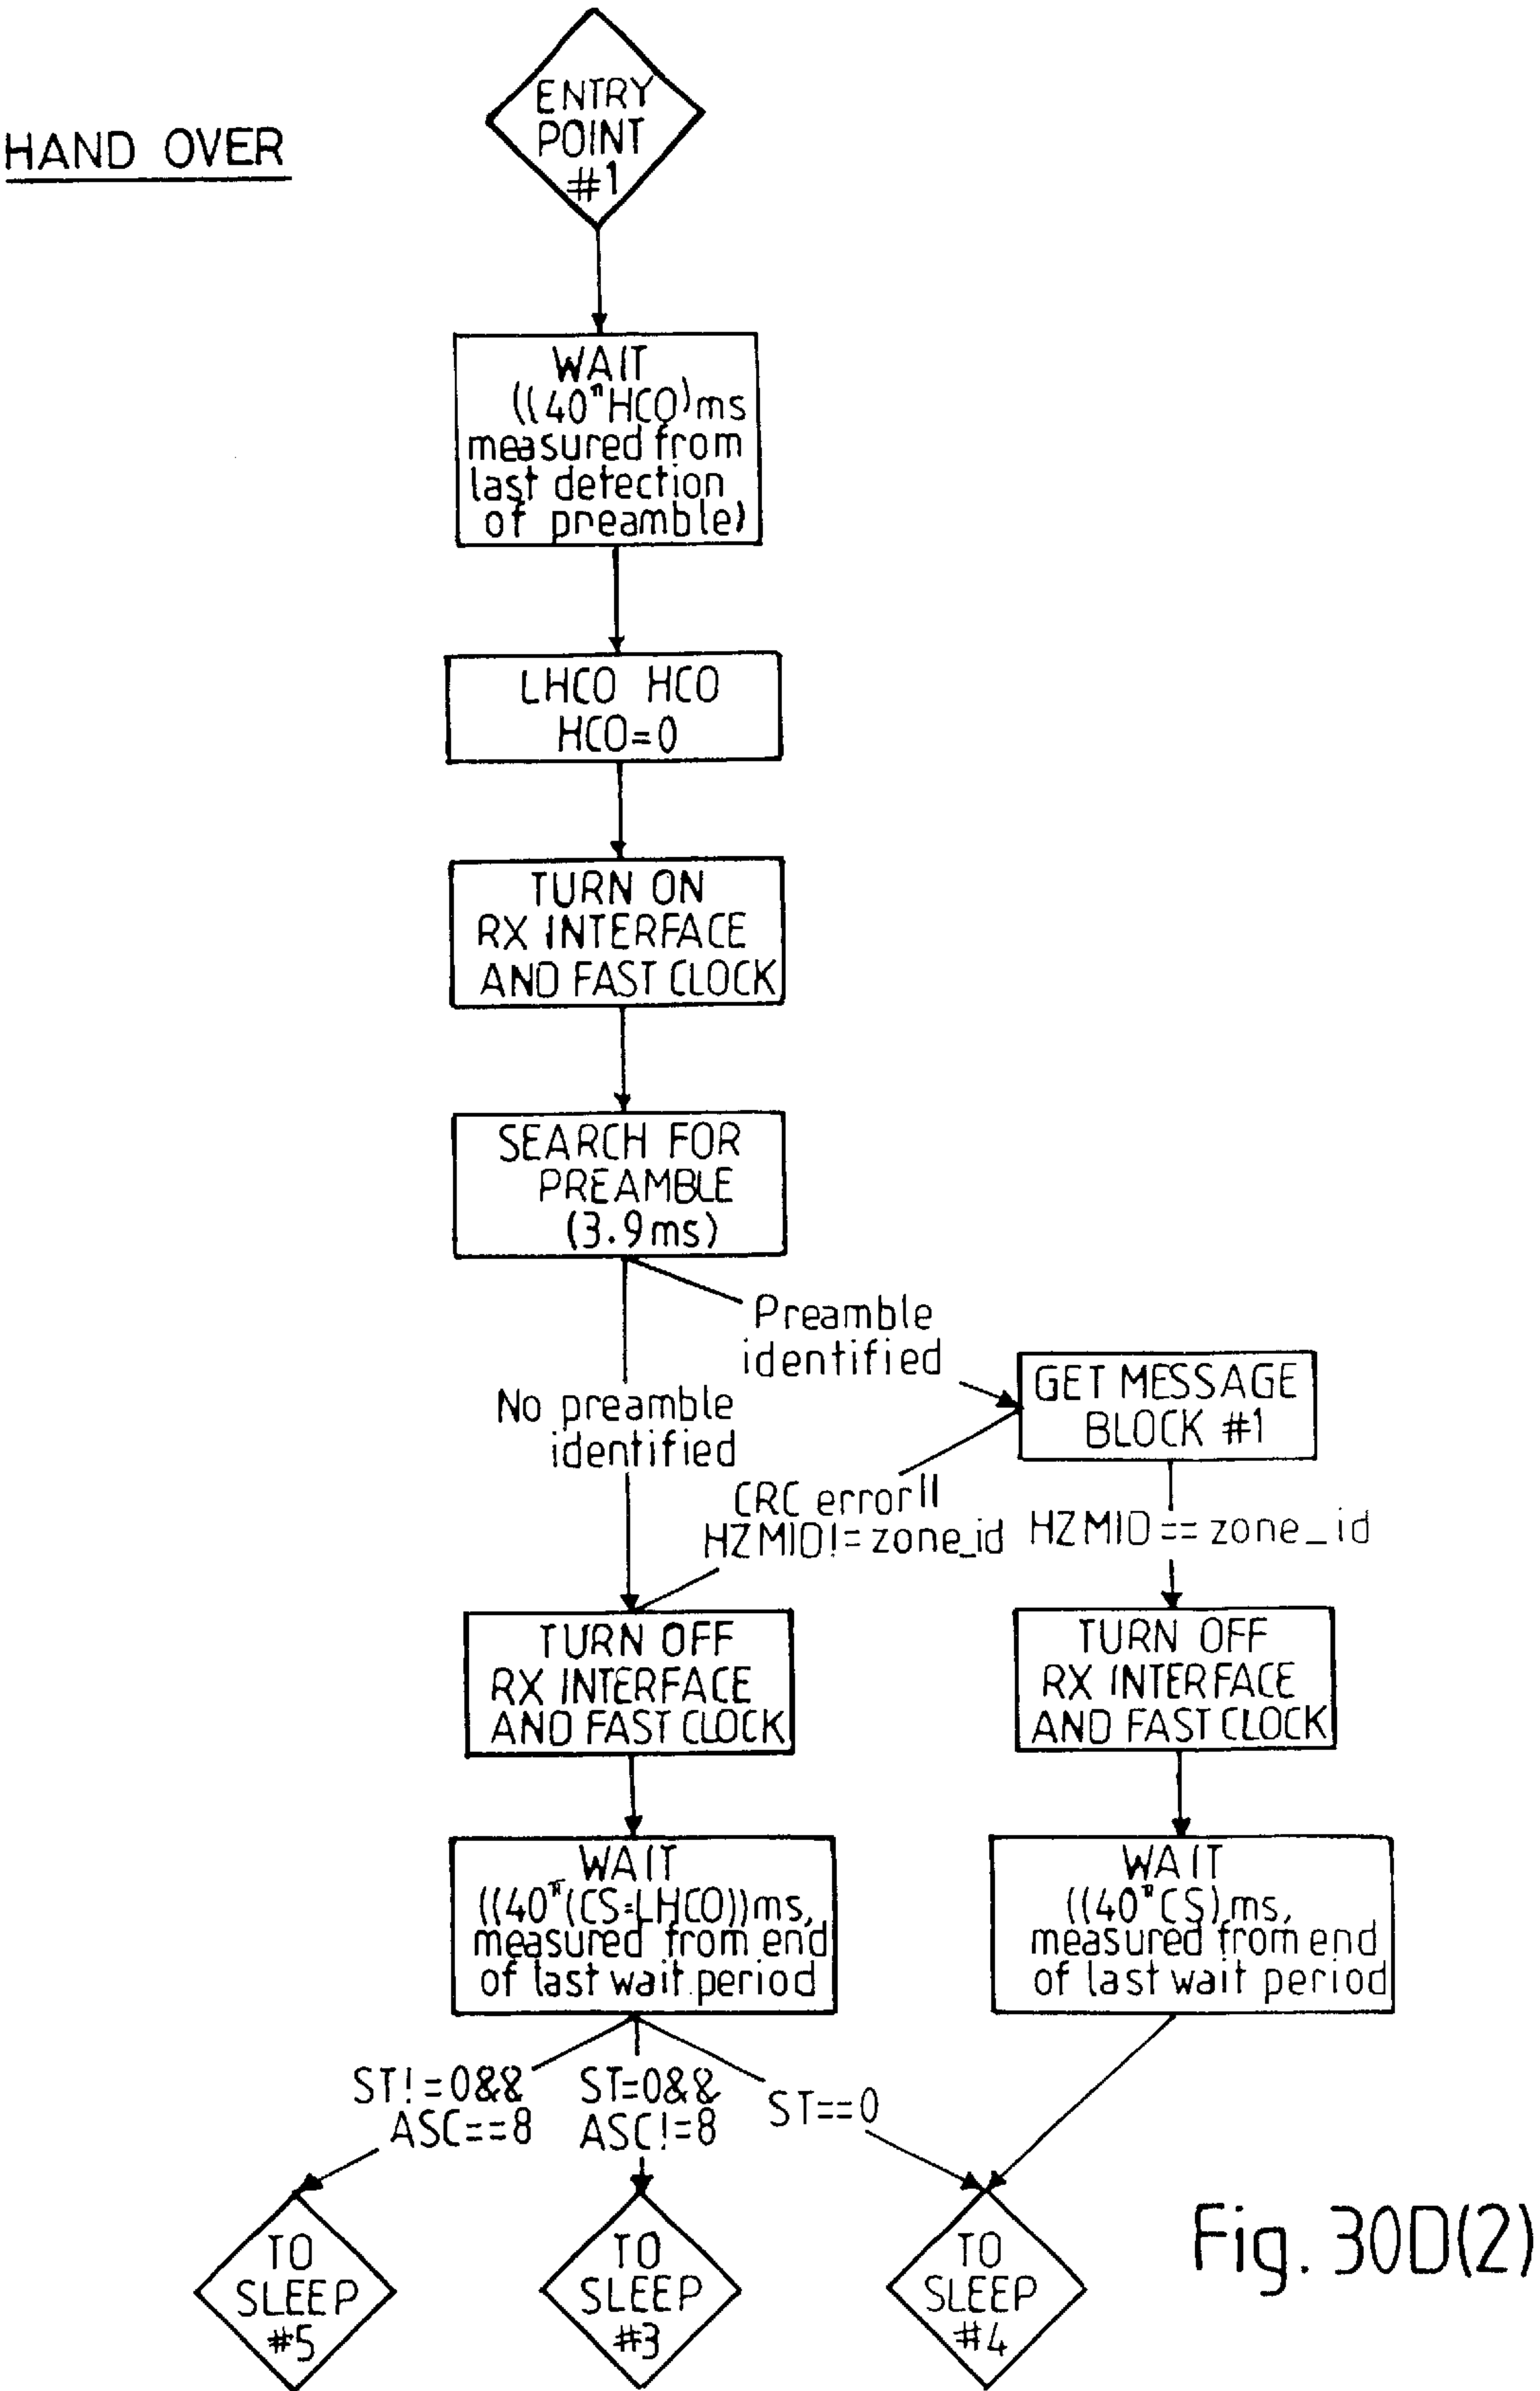 HAND OVER
ENTRY
POINT
#1
WAIT
((40"HCO)ms
measured from
last detection
of preamble)
LHCO HCO
HCO=0
TURN ON
RX INTERFACE
AND FAST CLOCK
SEARCH FOR
PREAMBLE
(3.9ms)
Preamble
identified
No preamble
identified
GET MESSAGE
BLOCK #1
CRC error||
HZMID!=zone_id
HZMID==zone_id
TURN OFF
RX INTERFACE
AND FAST CLOCK
TURN OFF
RX INTERFACE
AND FAST CLOCK
WAIT
((40*(CS=LHCO))ms,
measured from end
of last wait period
WAIT
((40"CS)ms,
measured from end
of last wait period
ST!=0&&
ASC==8
ST=0&&
ASC!=8
ST==0
TO
SLEEP
#5
TO
SLEEP
#3
TO
SLEEP
#4
Fig. 30D(2)